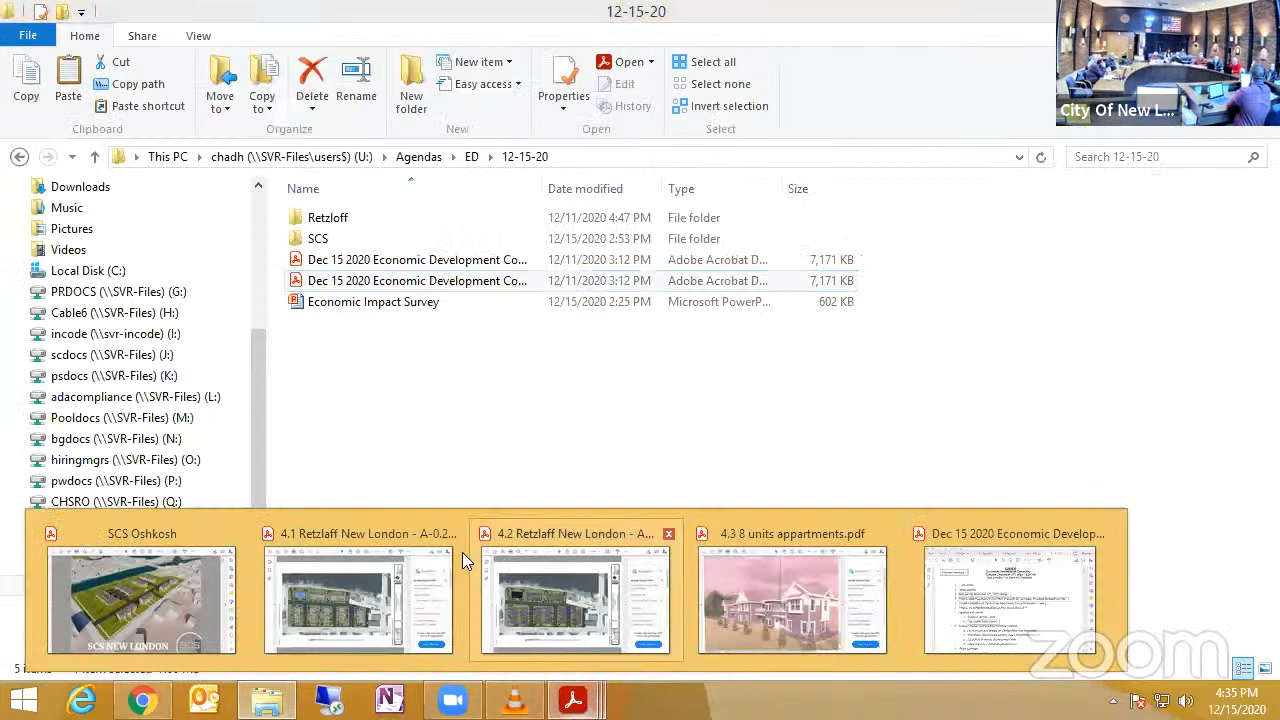 12-15-20
City Of New L...
File
Home
Share
View
Copy
Paste
Cut
Copy path
Paste shortcut
Move to
Copy to
Delete
Rename
New folder
New item
Easy access
Properties
Open
Edit
History
Select all
Select none
Invert selection
Clipboard
Organize
New
Open
Select
This PC
chadh (\\SVR-Files\users$) (U:)
Agendas
ED
12-15-20
Search 12-15-20
Name
Date modified
Type
Size
Downloads
Music
Pictures
Videos
Local Disk (C:)
PRDOCS (\\SVR-Files) (G:)
Cable6 (\\SVR-Files) (H:)
incode (\\svr-incode) (I:)
scdocs (\\SVR-Files) (J:)
psdocs (\\SVR-Files) (K:)
adacompliance (\\SVR-Files) (L:)
Pooldocs (\\SVR-Files) (M:)
bgdocs (\\SVR-Files) (N:)
hiringmgrs (\\SVR-Files) (O:)
pwdocs (\\SVR-Files) (P:)
CHSRO (\\SVR-Files) (Q:)
Retzloff 12/11/2020 4:47 PM File folder
SCS 12/15/2020 2:53 PM File folder
Dec 15 2020 Economic Development Co... 12/11/2020 3:12 PM Adobe Acrobat D... 7,171 KB
Dec 15 2020 Economic Development Co... 12/11/2020 3:12 PM Adobe Acrobat D... 7,171 KB
Economic Impact Survey 12/15/2020 2:25 PM Microsoft PowerP... 602 KB
SCS Oshkosh
4.1 Retzlaff New London - A-0.2...
4.2 Retzlaff New London - A...
4.3 8 units appartments.pdf
Dec 15 2020 Economic Develop...
SCS NEW LONDON
zoom
4:35 PM
12/15/2020